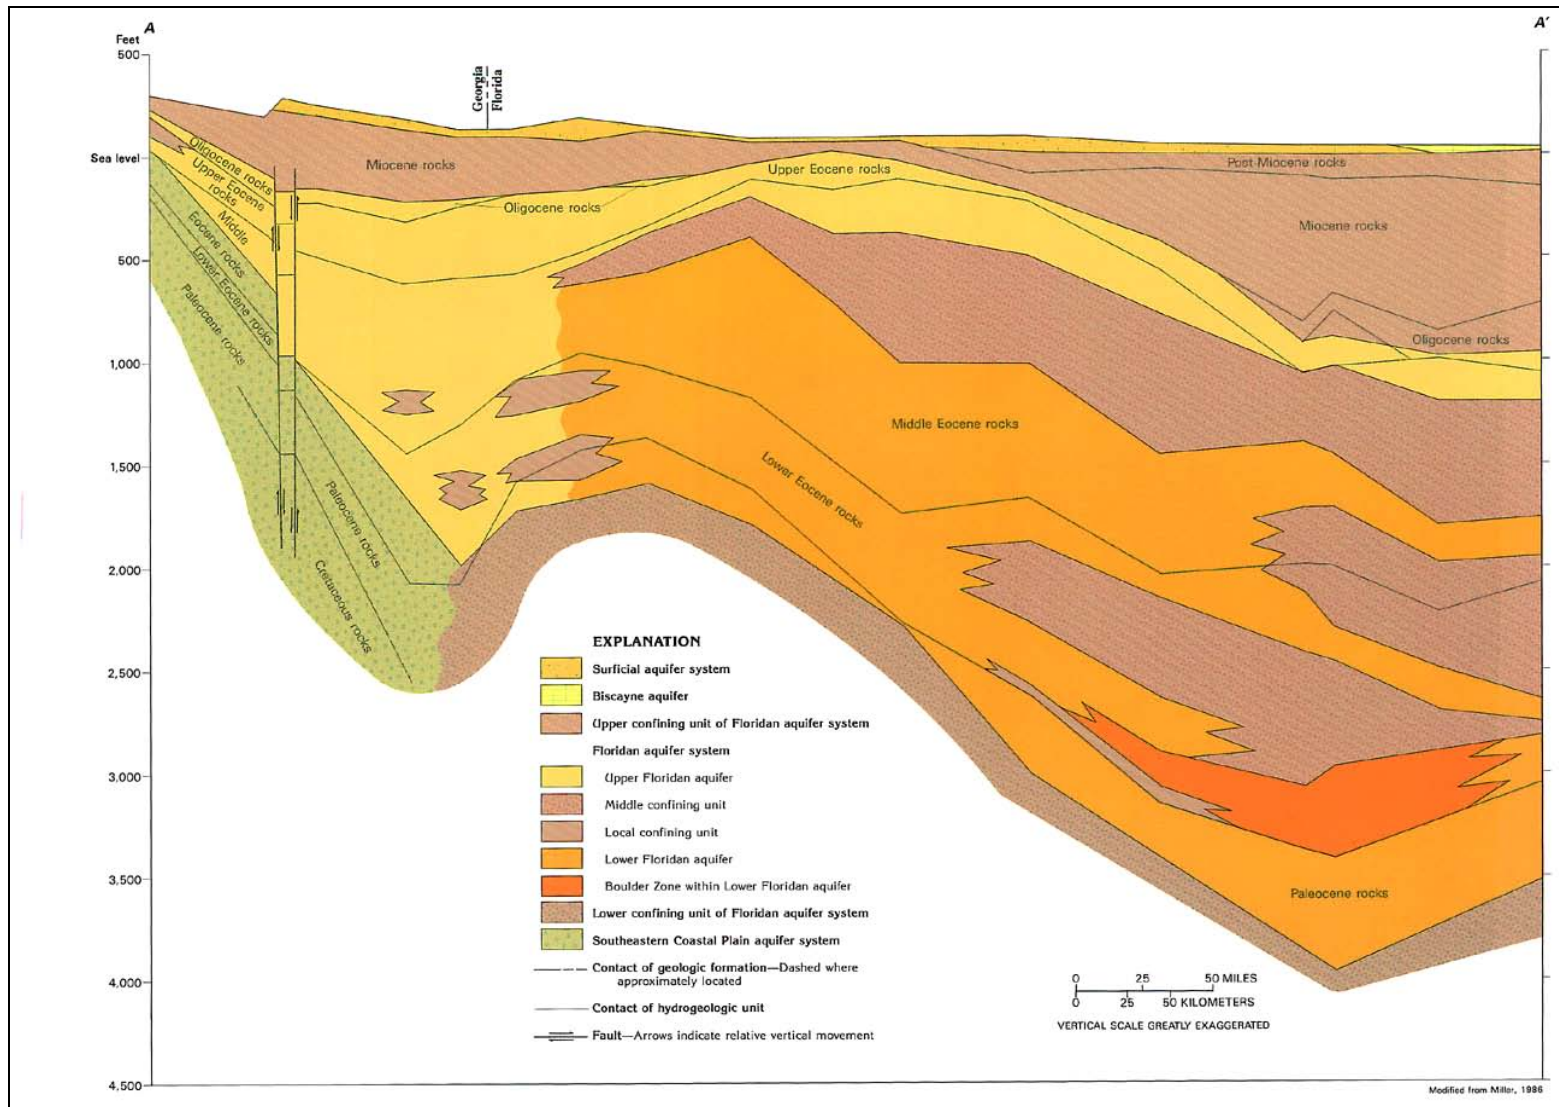 A
A'
Feet
500
Georgia
Florida
Sea level
500
1,000
1,500
2,000
2,500
3,000
3,500
4,000
4,500
Oligocene rocks
Upper Eocene
rocks
Middle
Eocene rocks
Lower Eocene rocks
Paleocene rocks
Miocene rocks
Oligocene rocks
Upper Eocene rocks
Post-Miocene rocks
Miocene rocks
Oligocene rocks
Middle Eocene rocks
Lower Eocene rocks
Paleocene rocks
Cretaceous rocks
Paleocene rocks
EXPLANATION
Surficial aquifer system
Biscayne aquifer
Upper confining unit of Floridan aquifer system
Floridan aquifer system
Upper Floridan aquifer
Middle confining unit
Local confining unit
Lower Floridan aquifer
Boulder Zone within Lower Floridan aquifer
Lower confining unit of Floridan aquifer system
Southeastern Coastal Plain aquifer system
Contact of geologic formation—Dashed where
approximately located
Contact of hydrogeologic unit
Fault—Arrows indicate relative vertical movement
0 25 50 MILES
0 25 50 KILOMETERS
VERTICAL SCALE GREATLY EXAGGERATED
Modified from Miller, 1986